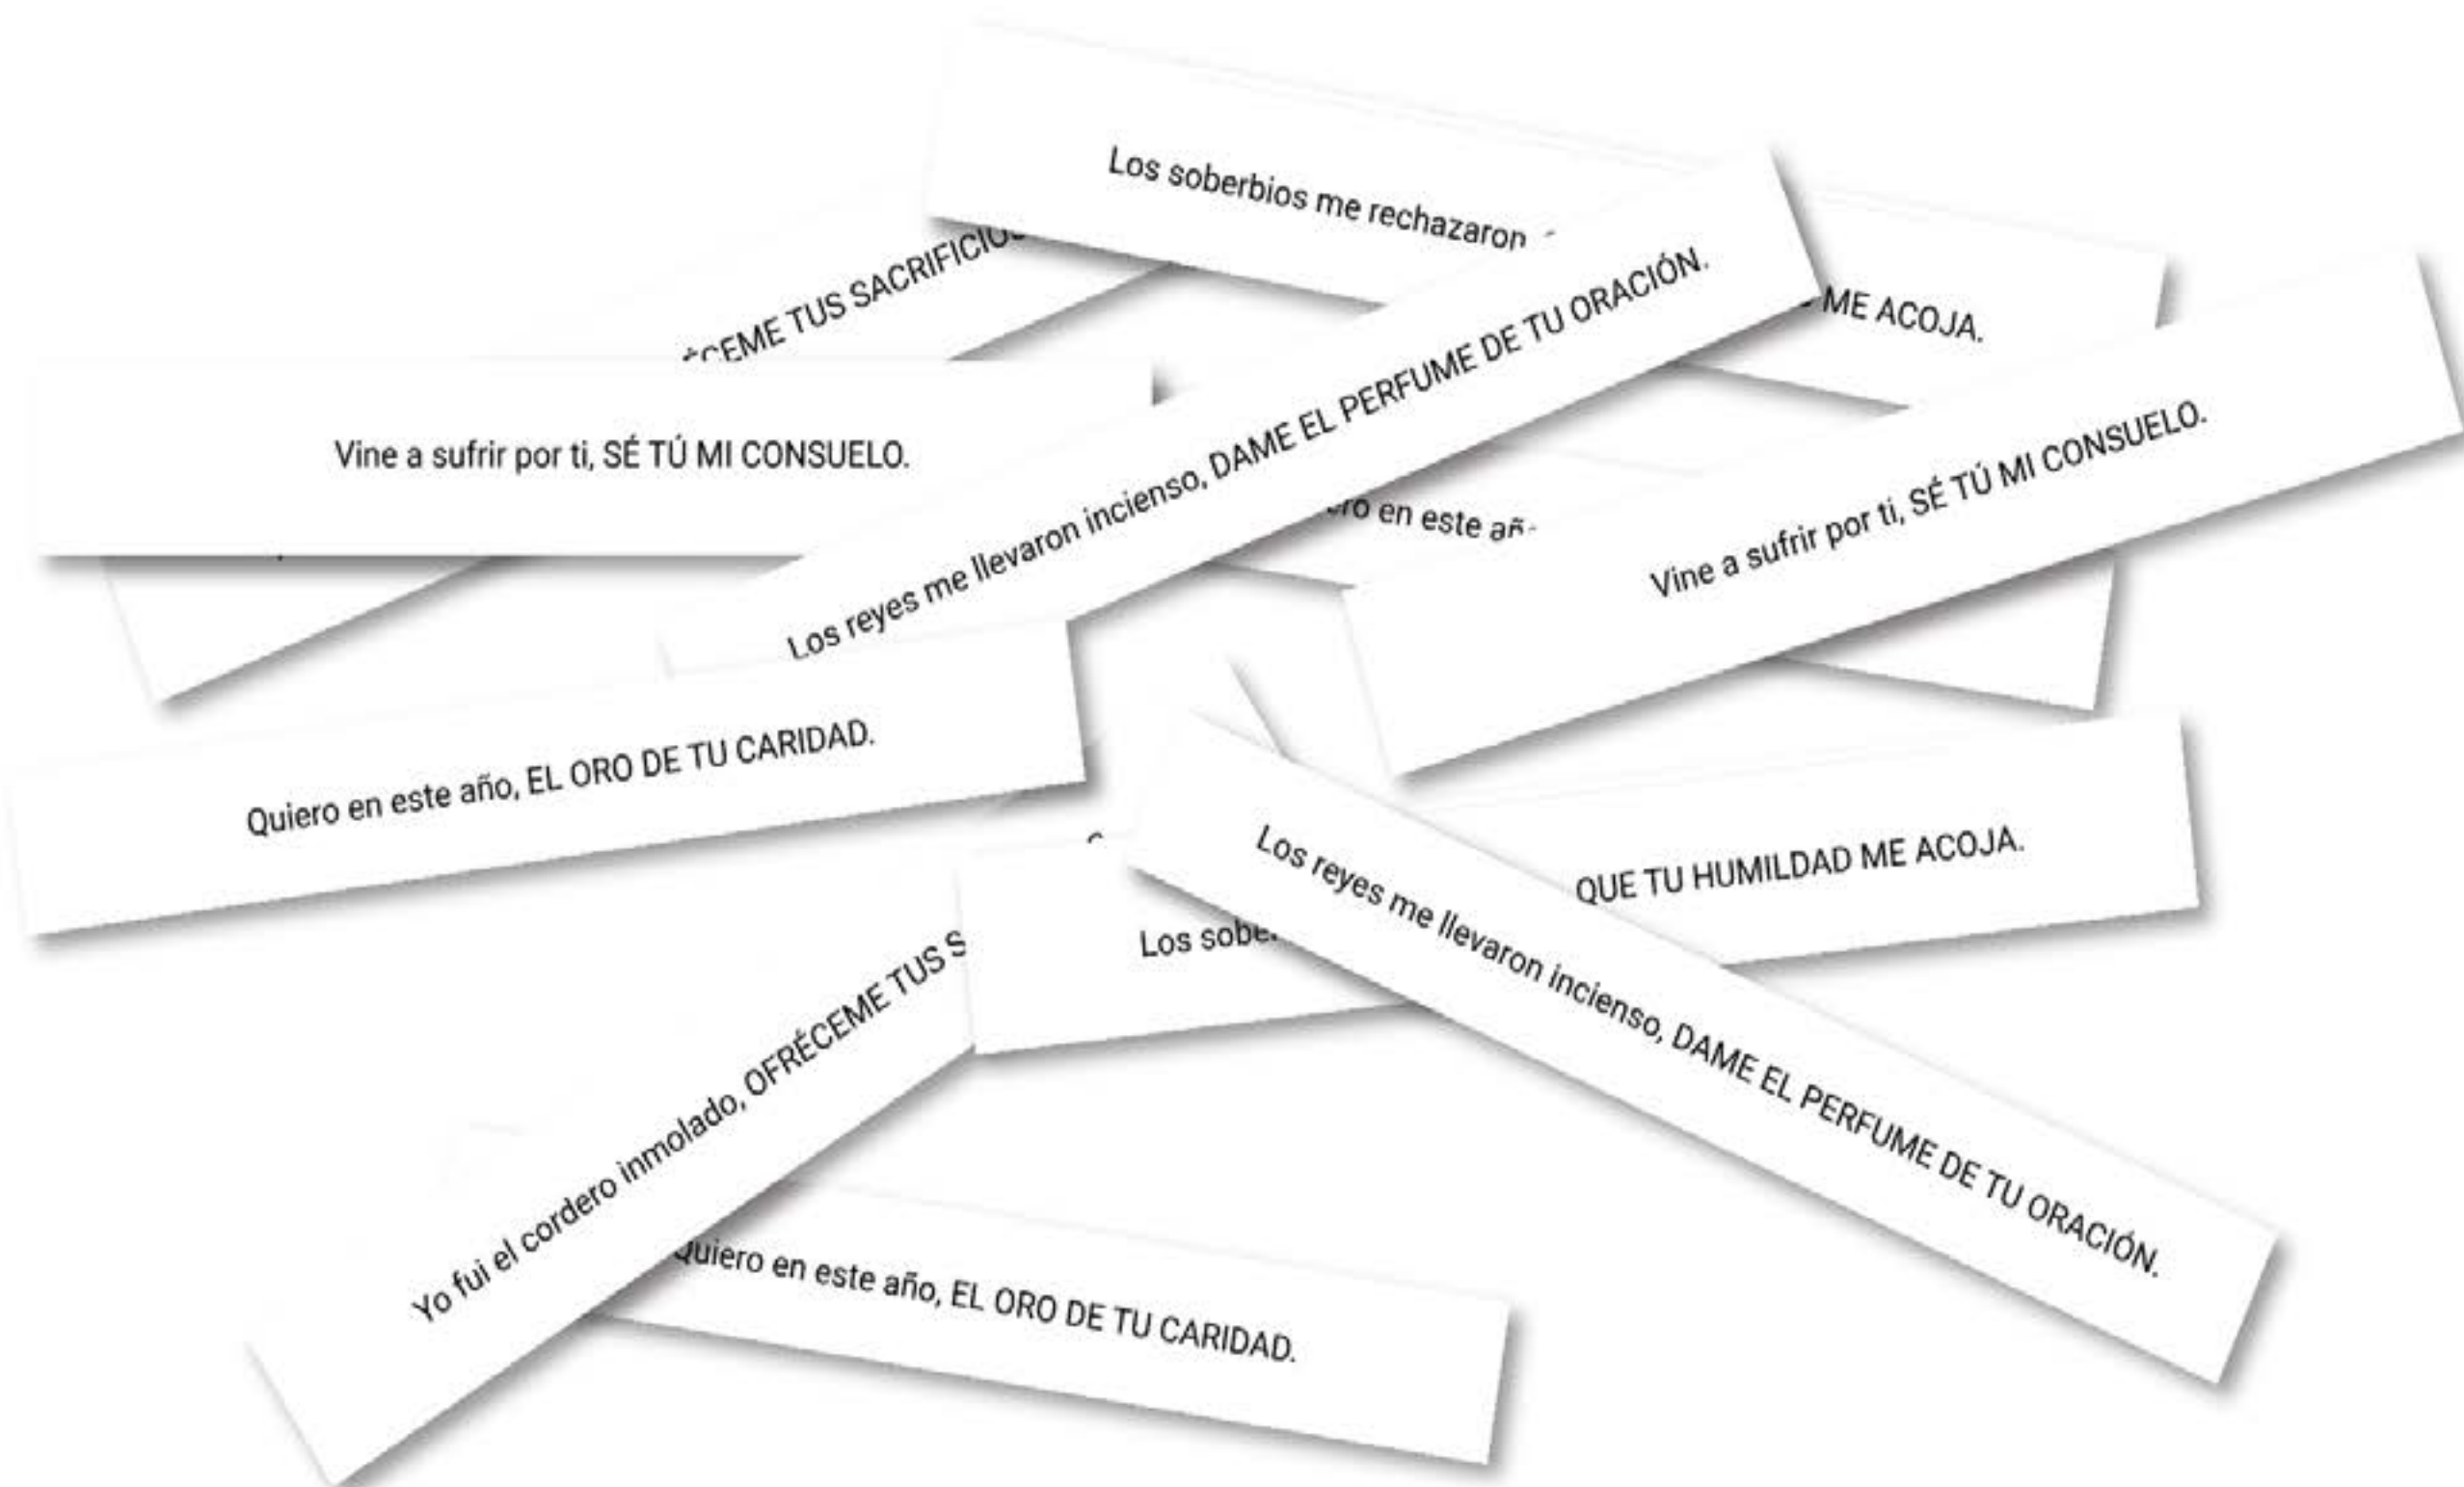 Los soberbios me rechazaron
ME ACOJA.
TUS SACRIFICIOS
Los reyes me llevaron incienso, DAME EL PERFUME DE TU ORACIÓN.
Vine a sufrir por ti, SÉ TÚ MI CONSUELO.
en este
Vine a sufrir por ti, SÉ TÚ MI CONSUELO.
Quiero en este año, EL ORO DE TU CARIDAD.
Los reyes me llevaron incienso, DAME EL PERFUME DE TU ORACIÓN.
Los QUE TU HUMILDAD ME ACOJA.
Yo fui el cordero inmolado, OFRÉCEME TUS S
Quiero en este año, EL ORO DE TU CARIDAD.